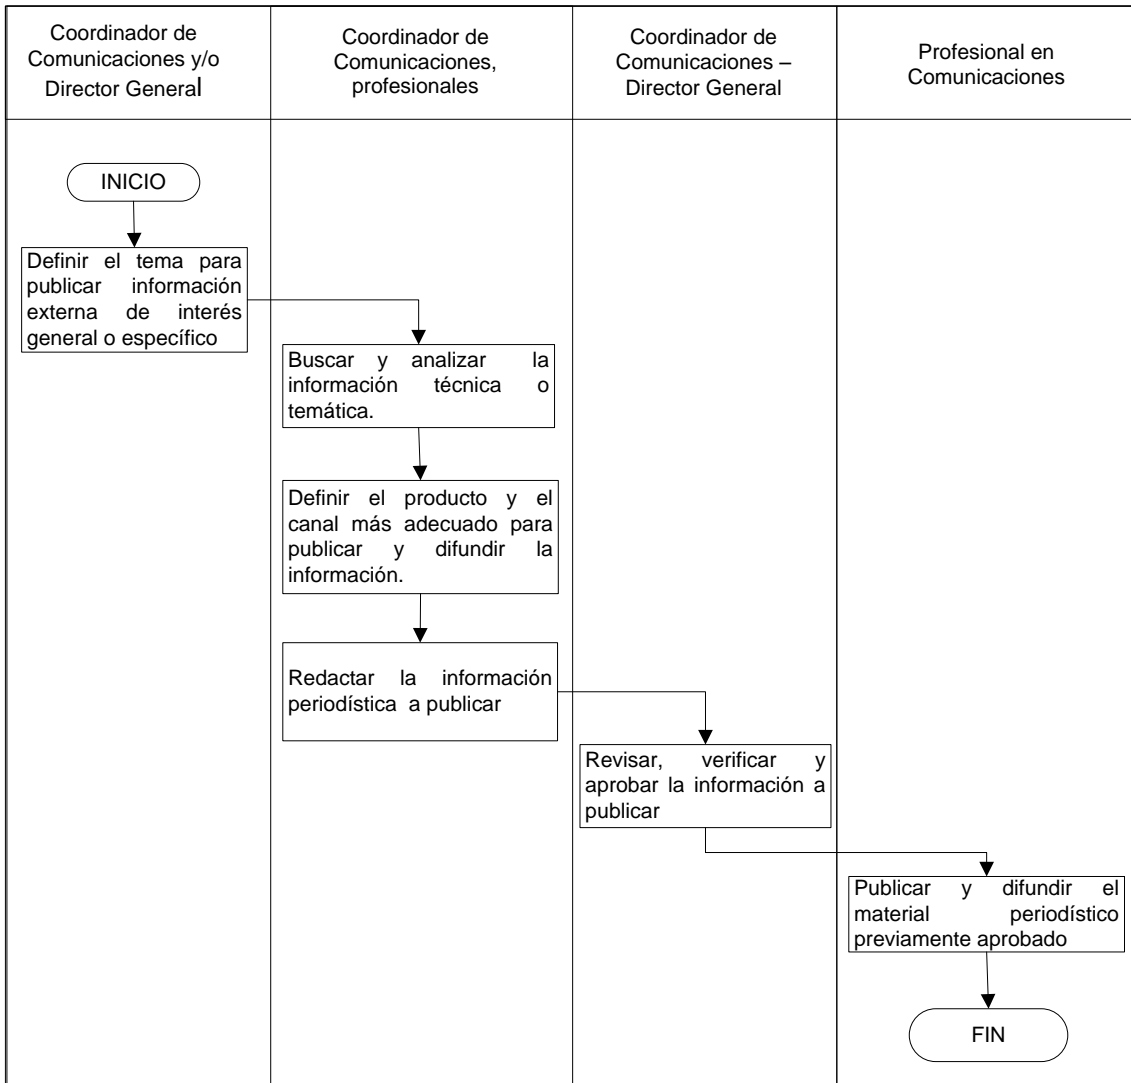 Coordinador de
Comunicaciones y/o
Director General
Coordinador de
Comunicaciones,
profesionales
Coordinador de
Comunicaciones –
Director General
Profesional en
Comunicaciones
INICIO
Definir el tema para
publicar información
externa de interés
general o específico
Buscar y analizar la
información técnica o
temática.
Definir el producto y el
canal más adecuado para
publicar y difundir la
información.
Redactar la información
periodística a publicar
Revisar, verificar y
aprobar la información a
publicar
Publicar y difundir el
material periodístico
previamente aprobado
FIN